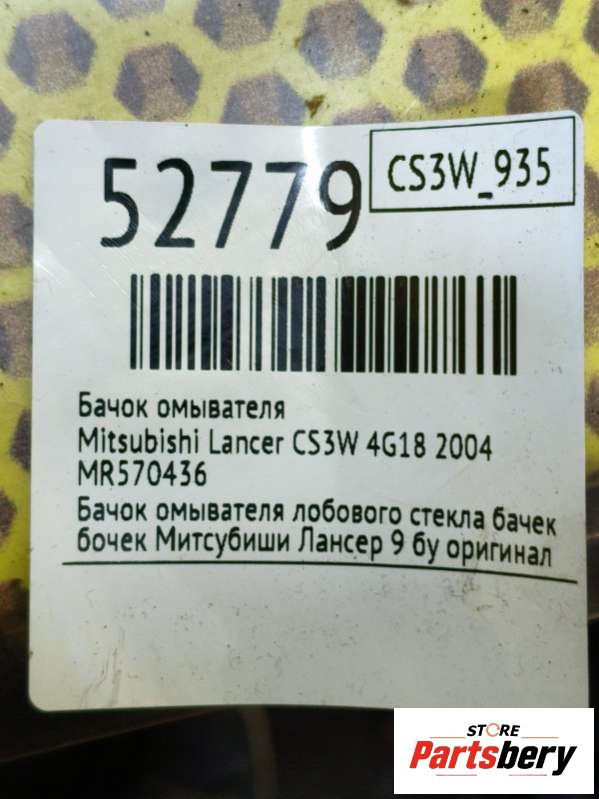 52779
CS3W_935
Бачок омывателя
Mitsubishi Lancer CS3W 4G18 2004
MR570436
Бачок омывателя лобового стекла бачек
бочек Митсубиши Лансер 9 бу оригинал
STORE
Partsbery